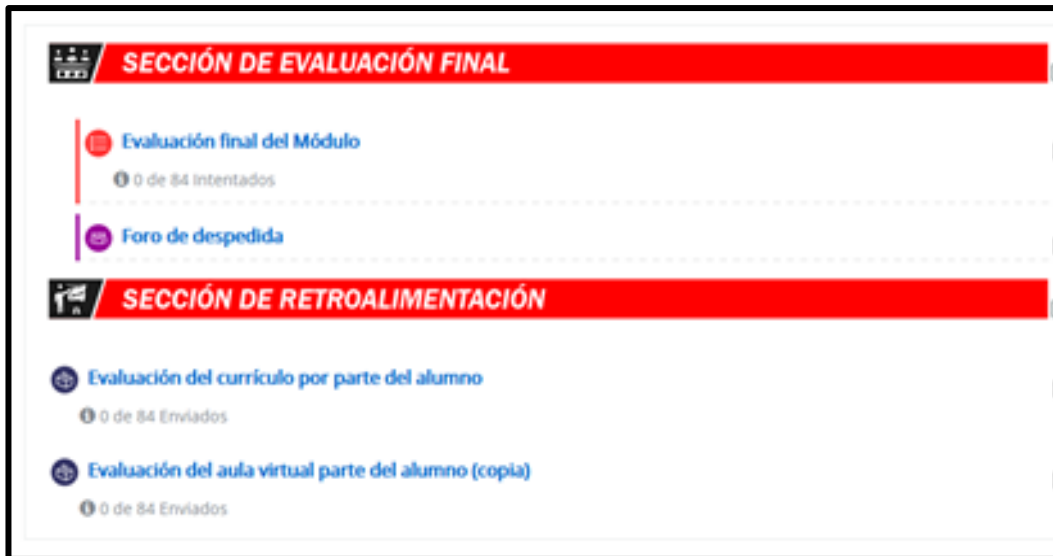 SECCIÓN DE EVALUACIÓN FINAL
Evaluación final del Módulo
0 de 84 Intentados
Foro de despedida
SECCIÓN DE RETROALIMENTACIÓN
Evaluación del currículo por parte del alumno
0 de 84 Enviados
Evaluación del aula virtual parte del alumno (copia)
0 de 84 Enviados